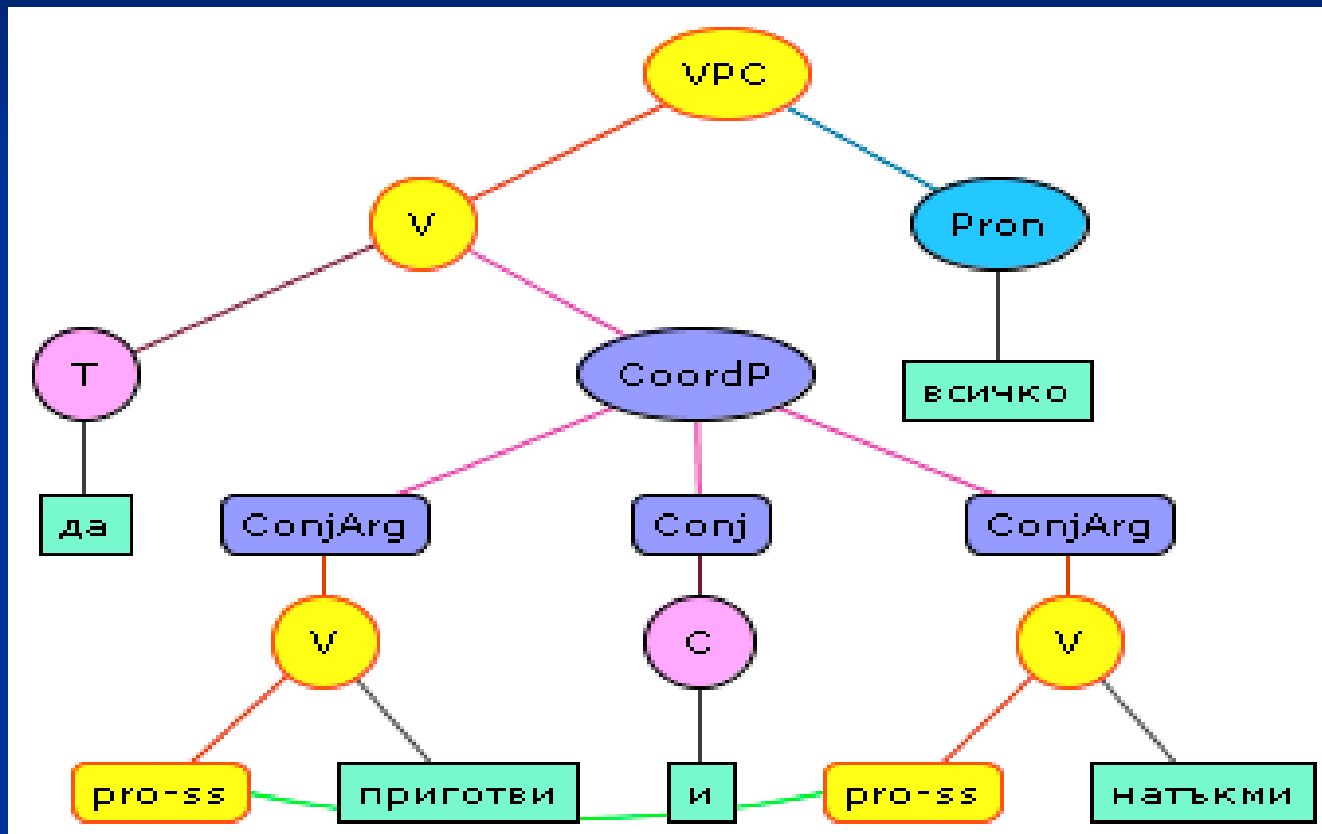 VPC
V Pron
T CoordP
всичко
да ConjArg Conj ConjArg
V C V
pro-ss приготви и pro-ss натъкми